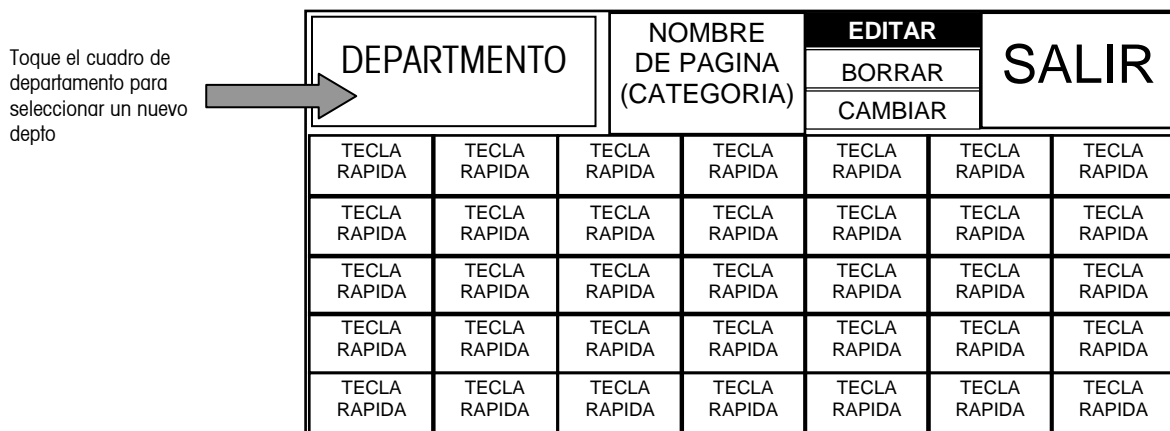 Toque el cuadro de
departamento para
seleccionar un nuevo
depto
DEPARTMENTO
NOMBRE
DE PAGINA
(CATEGORIA)
EDITAR
BORRAR
CAMBIAR
SALIR
TECLA TECLA TECLA TECLA TECLA TECLA TECLA
RAPIDA RAPIDA RAPIDA RAPIDA RAPIDA RAPIDA RAPIDA
TECLA TECLA TECLA TECLA TECLA TECLA TECLA
RAPIDA RAPIDA RAPIDA RAPIDA RAPIDA RAPIDA RAPIDA
TECLA TECLA TECLA TECLA TECLA TECLA TECLA
RAPIDA RAPIDA RAPIDA RAPIDA RAPIDA RAPIDA RAPIDA
TECLA TECLA TECLA TECLA TECLA TECLA TECLA
RAPIDA RAPIDA RAPIDA RAPIDA RAPIDA RAPIDA RAPIDA
TECLA TECLA TECLA TECLA TECLA TECLA TECLA
RAPIDA RAPIDA RAPIDA RAPIDA RAPIDA RAPIDA RAPIDA